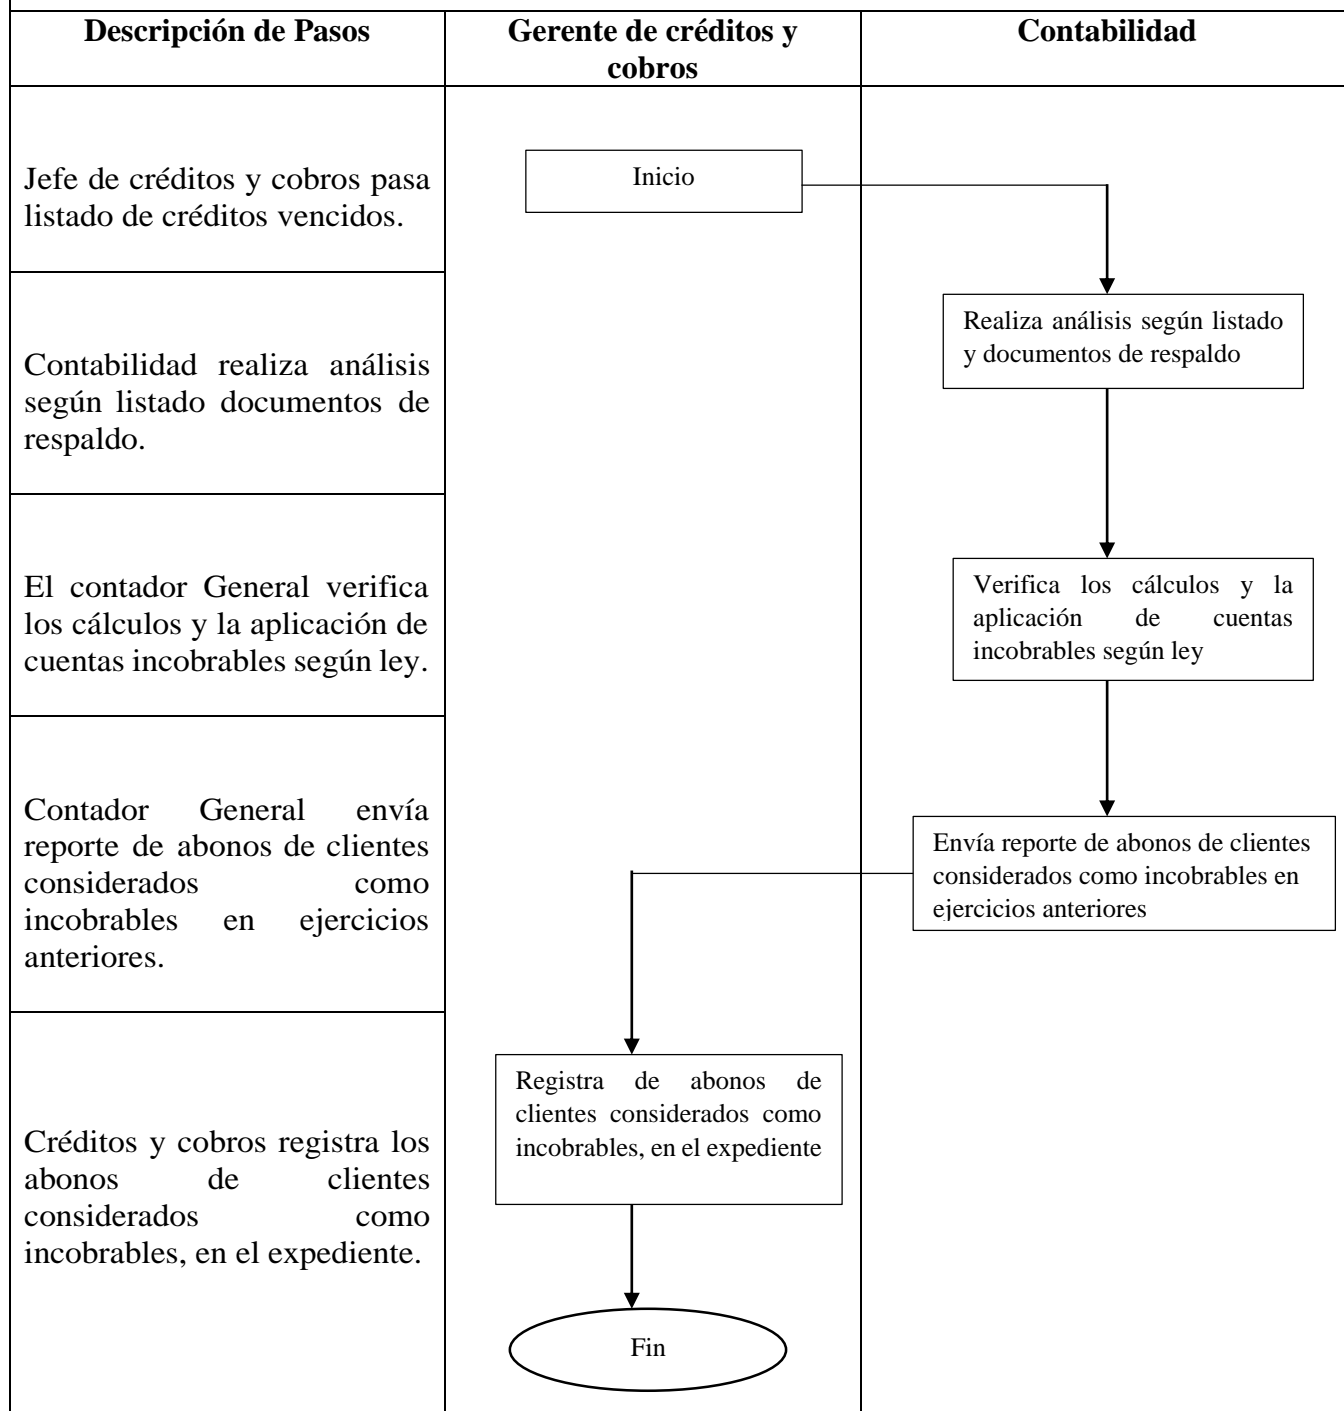 Descripción de Pasos
Gerente de créditos y
cobros
Contabilidad
Jefe de créditos y cobros pasa
listado de créditos vencidos.
Inicio
Contabilidad realiza análisis
según listado documentos de
respaldo.
Realiza análisis según listado
y documentos de respaldo
El contador General verifica
los cálculos y la aplicación de
cuentas incobrables según ley.
Verifica los cálculos y la
aplicación de cuentas
incobrables según ley
Contador General envía
reporte de abonos de clientes
considerados como
incobrables en ejercicios
anteriores.
Envía reporte de abonos de clientes
considerados como incobrables en
ejercicios anteriores
Créditos y cobros registra los
abonos de clientes
considerados como
incobrables, en el expediente.
Registra de abonos de
clientes considerados como
incobrables, en el expediente
Fin